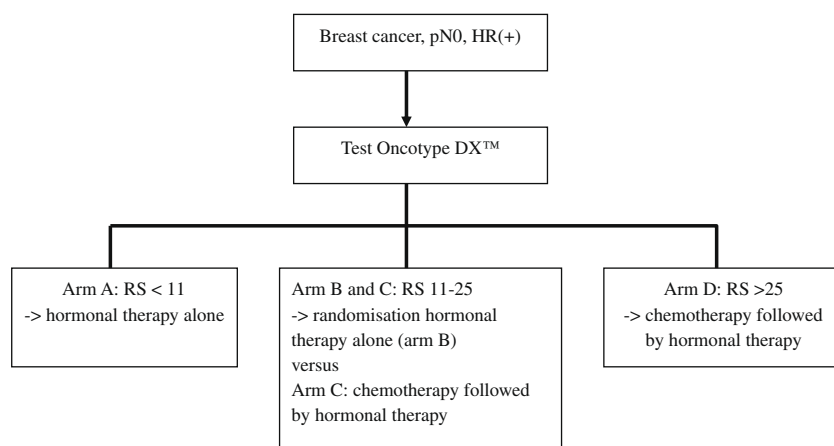 Breast cancer, pN0, HR(+)
Test Oncotype DX™
Arm A: RS < 11
-> hormonal therapy alone
Arm B and C: RS 11-25
-> randomisation hormonal
therapy alone (arm B)
versus
Arm C: chemotherapy followed
by hormonal therapy
Arm D: RS >25
-> chemotherapy followed
by hormonal therapy